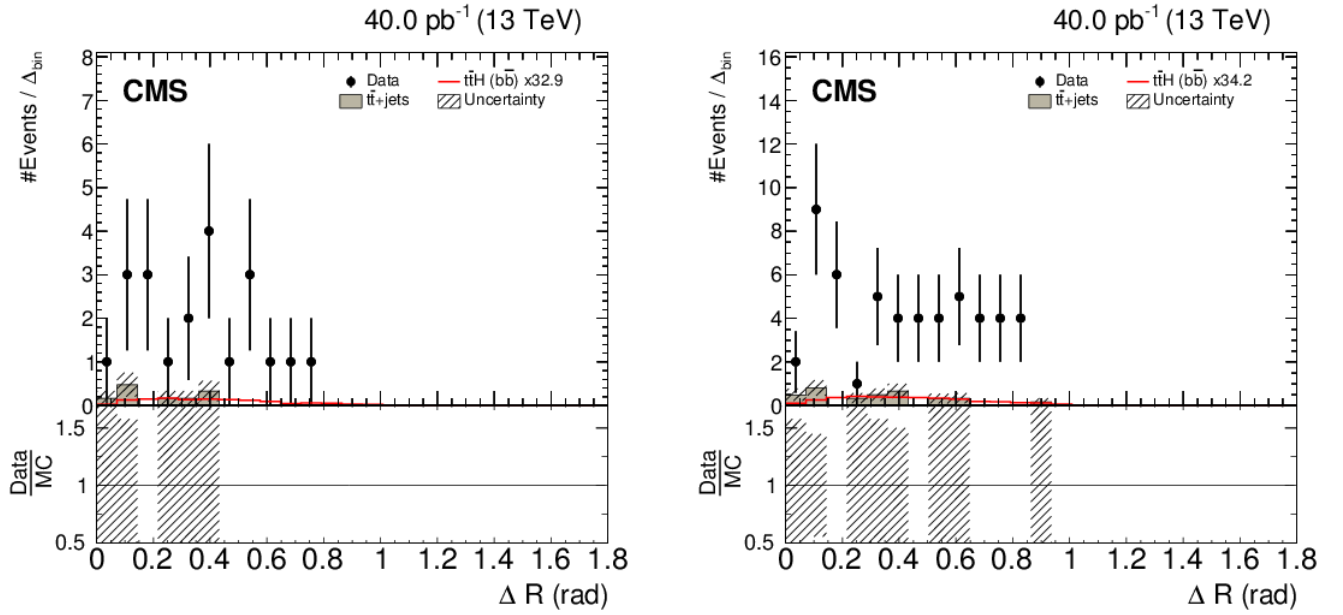 40.0 pb⁻¹ (13 TeV)
#Events / Δ_bin
8
7
6
5
4
3
2
1
0
CMS
Data
tt̄H (bb̄) x32.9
tt̄+jets
Uncertainty
Data
MC
1.5
1
0.5
0 0.2 0.4 0.6 0.8 1 1.2 1.4 1.6 1.8
Δ R (rad)
40.0 pb⁻¹ (13 TeV)
#Events / Δ_bin
16
14
12
10
8
6
4
2
0
CMS
Data
tt̄H (bb̄) x34.2
tt̄+jets
Uncertainty
Data
MC
1.5
1
0.5
0 0.2 0.4 0.6 0.8 1 1.2 1.4 1.6 1.8
Δ R (rad)